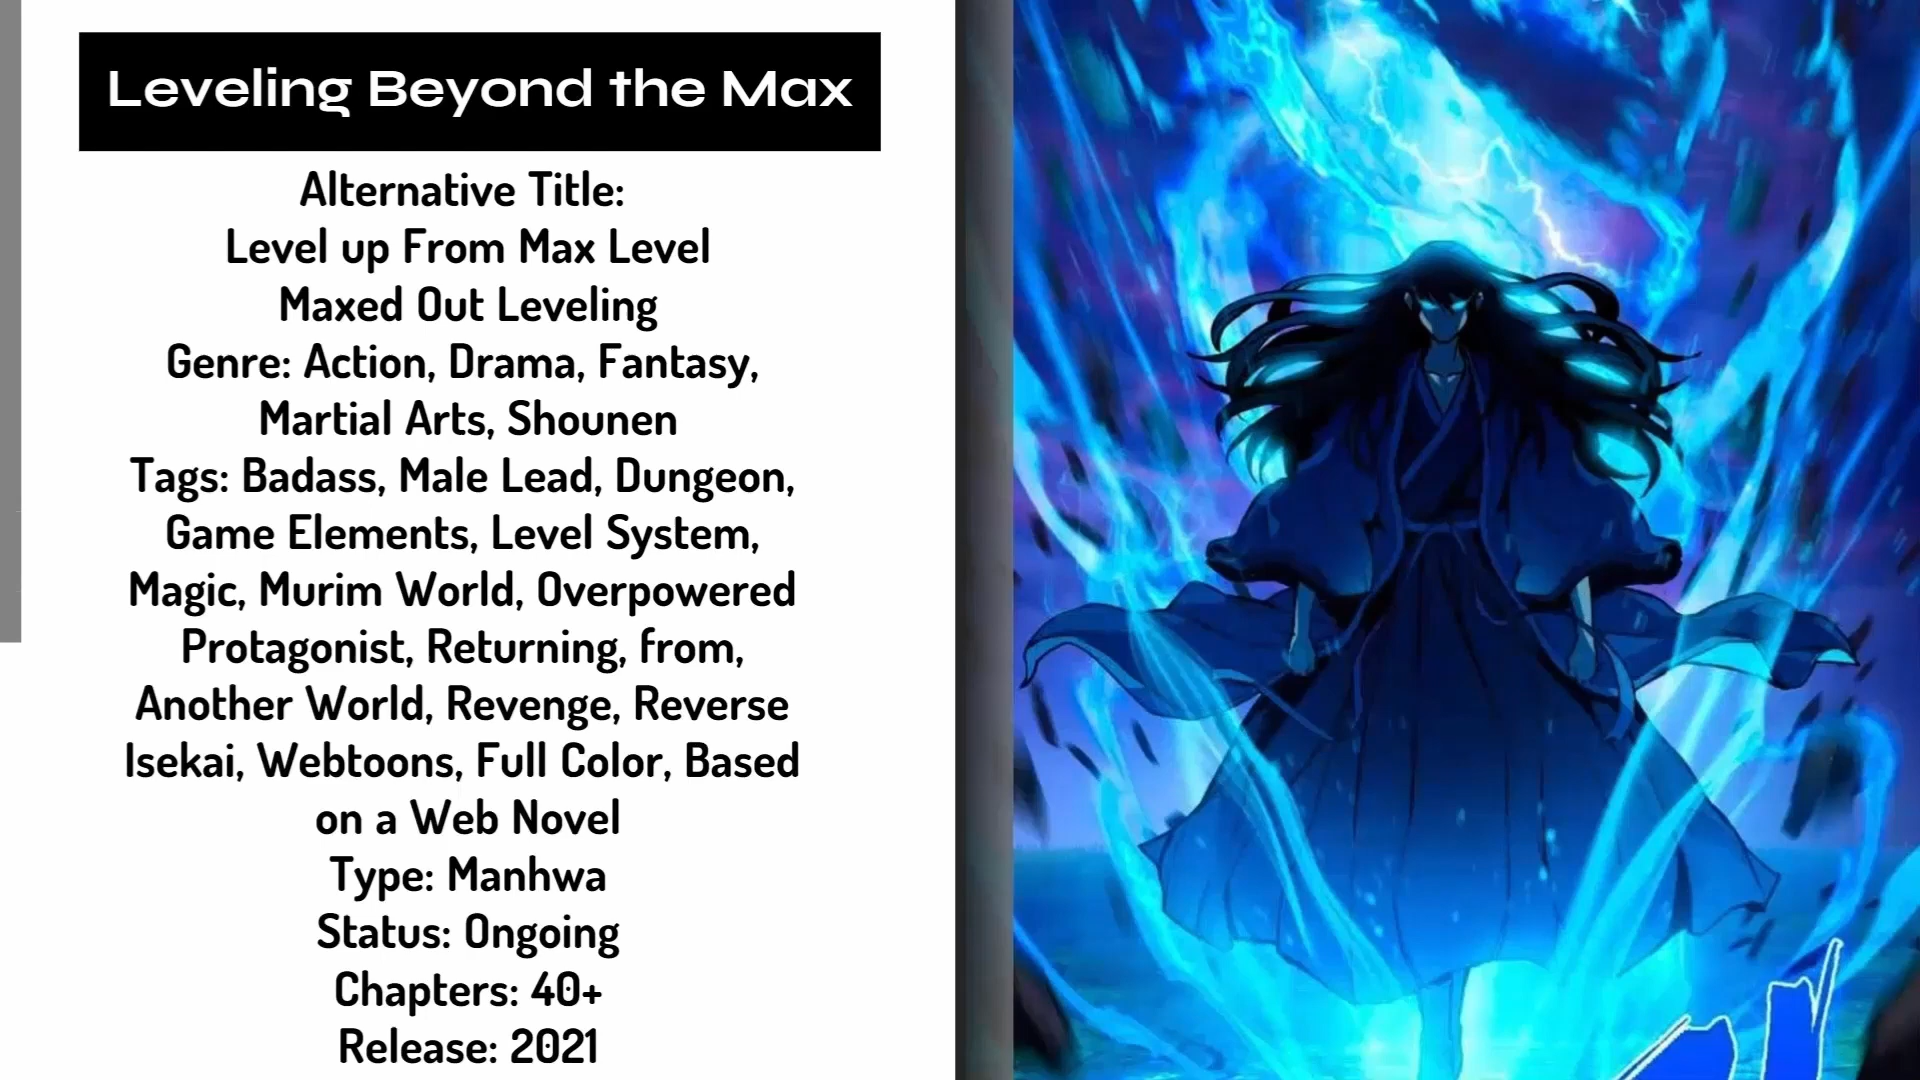 Leveling Beyond the Max
Alternative Title:
Level up From Max Level
Maxed Out Leveling
Genre: Action, Drama, Fantasy,
Martial Arts, Shounen
Tags: Badass, Male Lead, Dungeon,
Game Elements, Level System,
Magic, Murim World, Overpowered
Protagonist, Returning, from,
Another World, Revenge, Reverse
Isekai, Webtoons, Full Color, Based
on a Web Novel
Type: Manhwa
Status: Ongoing
Chapters: 40+
Release: 2021